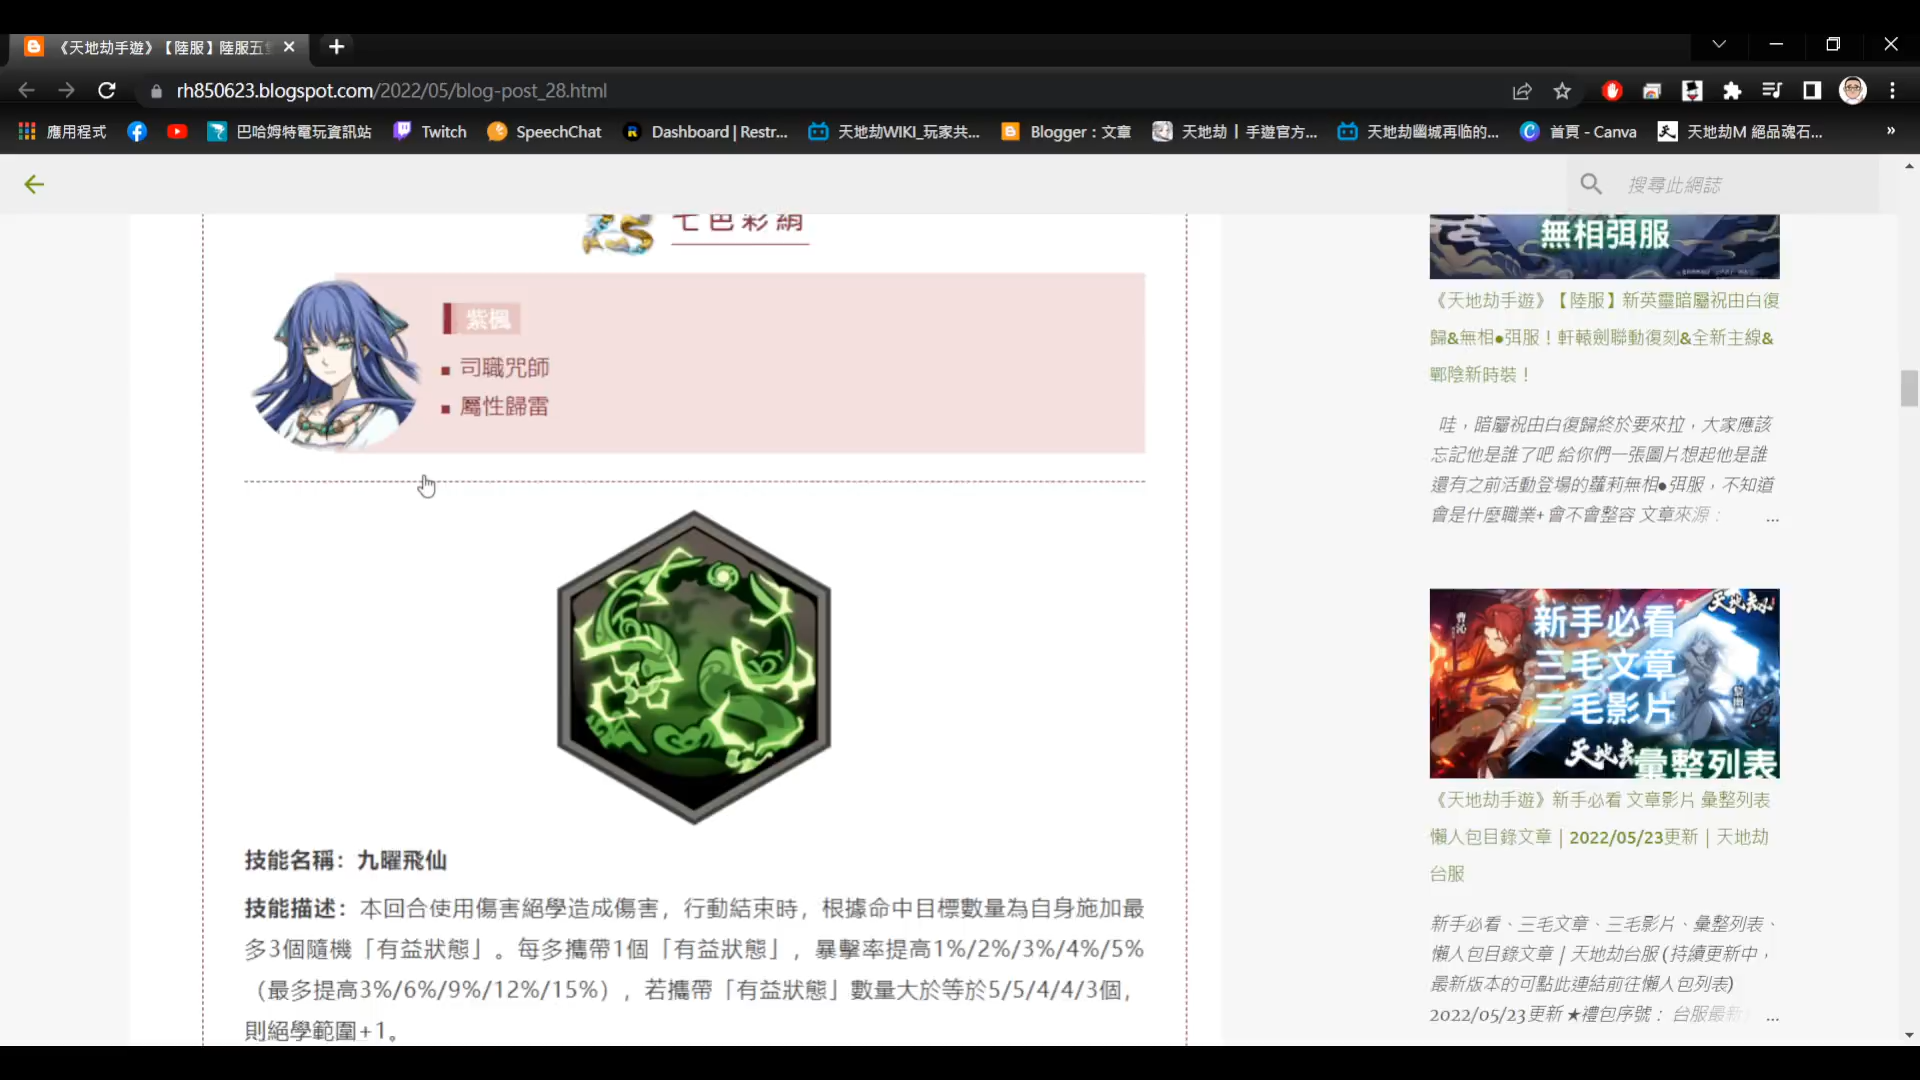 《天地劫手遊》【陸服】陸服五
rh850623.blogspot.com/2022/05/blog-post_28.html
應用程式
巴哈姆特電玩資訊站
Twitch
SpeechChat
Dashboard | Restr...
天地劫WIKI_玩家共...
Blogger：文章
天地劫丨手遊官方...
天地劫幽城再临的...
首頁 - Canva
天地劫M 絕品魂石...
»
搜尋此網誌
七色彩絹
紫楓
司職咒師
屬性歸雷
技能名稱：九曜飛仙
技能描述：本回合使用傷害絕學造成傷害，行動結束時，根據命中目標數量為自身施加最
多3個隨機「有益狀態」。每多攜帶1個「有益狀態」，暴擊率提高1%/2%/3%/4%/5%
（最多提高3%/6%/9%/12%/15%），若攜帶「有益狀態」數量大於等於5/5/4/4/3個，
則絕學範圍+1。
無相弭服
《天地劫手遊》【陸服】新英靈暗屬祝由白復
歸&無相●弭服！軒轅劍聯動復刻&全新主線&
鄲陰新時裝！
哇，暗屬祝由白復歸終於要來拉，大家應該
忘記他是誰了吧 給你們一張圖片想起他是誰
還有之前活動登場的蘿莉無相●弭服，不知道
會是什麼職業+會不會整容 文章來源： ...
新手必看
三毛文章
三毛影片
彙整列表
《天地劫手遊》新手必看 文章影片 彙整列表
懶人包目錄文章 | 2022/05/23更新 | 天地劫
台服
新手必看、三毛文章、三毛影片、彙整列表、
懶人包目錄文章 | 天地劫台服 (持續更新中，
最新版本的可點此連結前往懶人包列表)
2022/05/23更新 ★禮包序號： 台服最新 ...